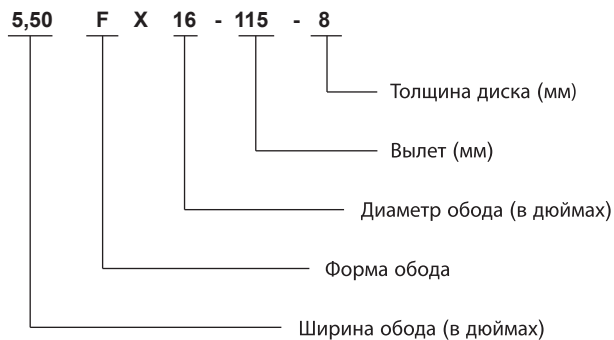 5,50 F X 16 - 115 - 8
Толщина диска (мм)
Вылет (мм)
Диаметр обода (в дюймах)
Форма обода
Ширина обода (в дюймах)